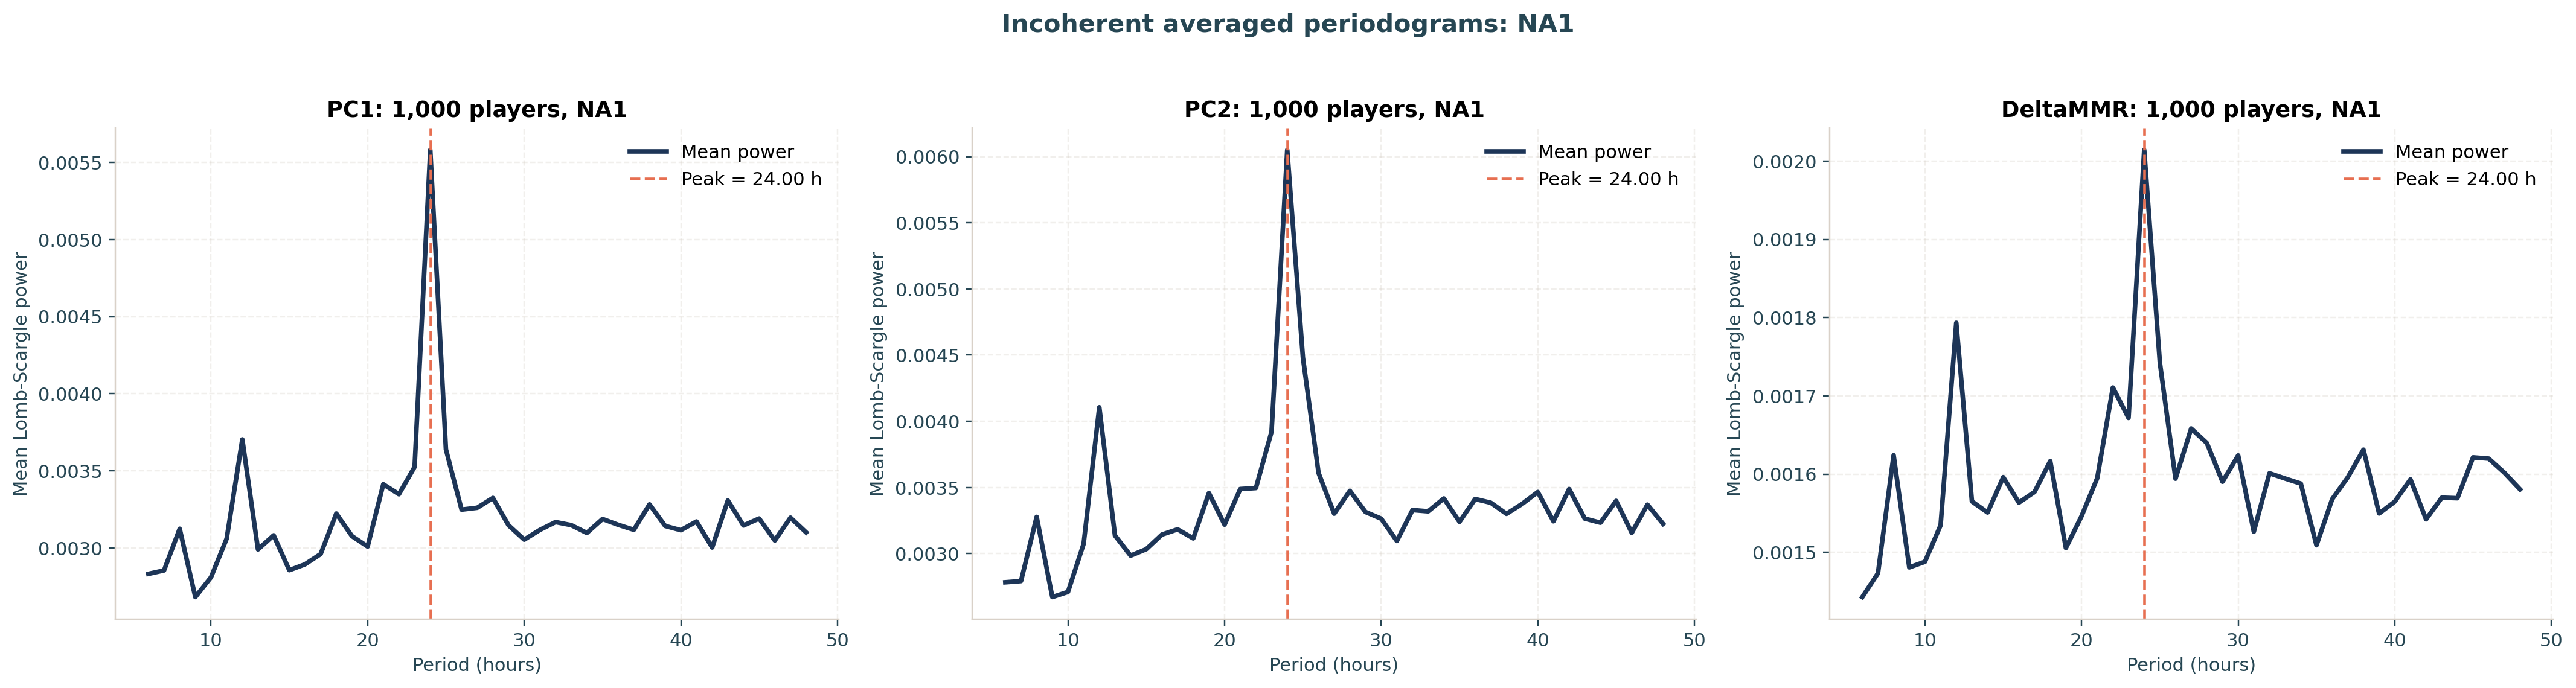 Incoherent averaged periodograms: NA1
PC1: 1,000 players, NA1
Mean power
Peak = 24.00 h
0.0055
0.0050
0.0045
0.0040
0.0035
0.0030
Mean Lomb-Scargle power
10
20
30
40
50
Period (hours)
PC2: 1,000 players, NA1
Mean power
Peak = 24.00 h
0.0060
0.0055
0.0050
0.0045
0.0040
0.0035
0.0030
Mean Lomb-Scargle power
10
20
30
40
50
Period (hours)
DeltaMMR: 1,000 players, NA1
Mean power
Peak = 24.00 h
0.0020
0.0019
0.0018
0.0017
0.0016
0.0015
Mean Lomb-Scargle power
10
20
30
40
50
Period (hours)